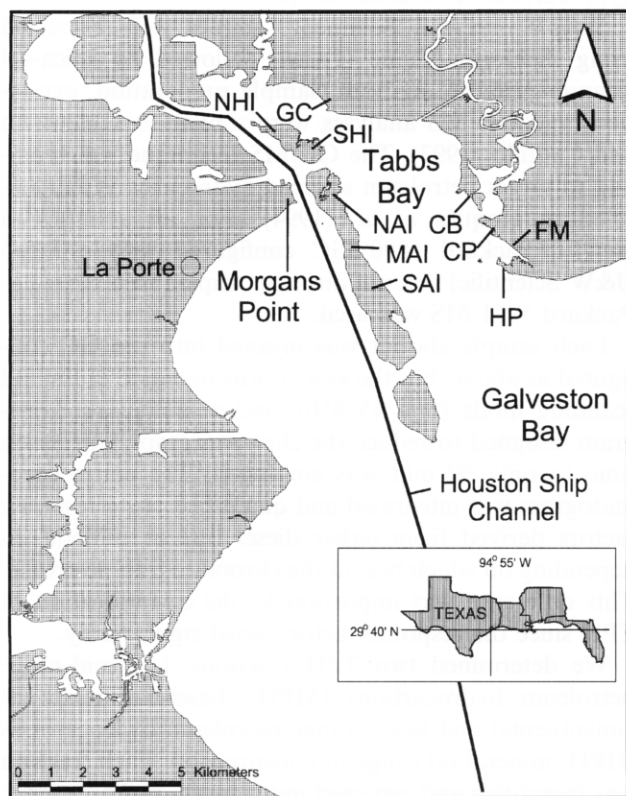 NHI
GC
SHI
N
Tabbs
Bay
NAI
CB
FM
MAI
CP
La Porte
SAI
Morgans
Point
HP
Galveston
Bay
Houston Ship
Channel
94° 55' W
TEXAS
29° 40' N
0 1 2 3 4 5 Kilometers